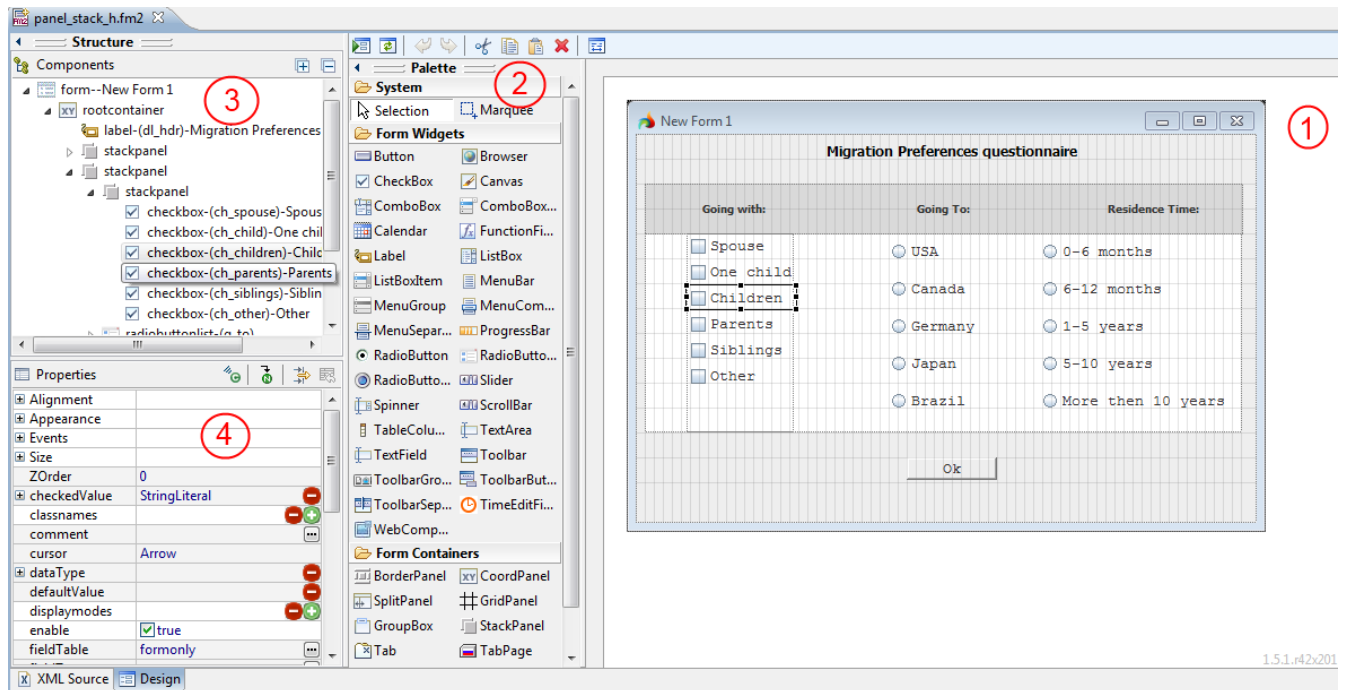 panel_stack_h.fm2
Structure
Components
form--New Form 1
rootcontainer
label-(dl_hdr)-Migration Preferences
stackpanel
stackpanel
stackpanel
checkbox-(ch_spouse)-Spous
checkbox-(ch_child)-One chil
checkbox-(ch_children)-Chilc
checkbox-(ch_parents)-Parents
checkbox-(ch_siblings)-Siblin
checkbox-(ch_other)-Other
radiobuttonlist-(q_to)
3
Properties
Alignment
Appearance
Events
Size
ZOrder 0
checkedValue StringLiteral
classnames
comment
cursor Arrow
dataType
defaultValue
displaymodes
enable true
fieldTable formonly
4
XML Source Design
Palette
2
System
Selection Marquee
Form Widgets
Button Browser
CheckBox Canvas
ComboBox ComboBox...
Calendar FunctionFi...
Label ListBox
ListBoxItem MenuBar
MenuGroup MenuCom...
MenuSepar... ProgressBar
RadioButton RadioButto...
RadioButto... Slider
Spinner ScrollBar
TableColu... TextArea
TextField Toolbar
ToolbarGro... ToolbarBut...
ToolbarSep... TimeEditFi...
WebComp...
Form Containers
BorderPanel CoordPanel
SplitPanel GridPanel
GroupBox StackPanel
Tab TabPage
1
New Form 1
Migration Preferences questionnaire
Going with: Going To: Residence Time:
Spouse
One child
Children
Parents
Siblings
Other
USA
Canada
Germany
Japan
Brazil
0-6 months
6-12 months
1-5 years
5-10 years
More then 10 years
Ok
1.5.1.r42x201